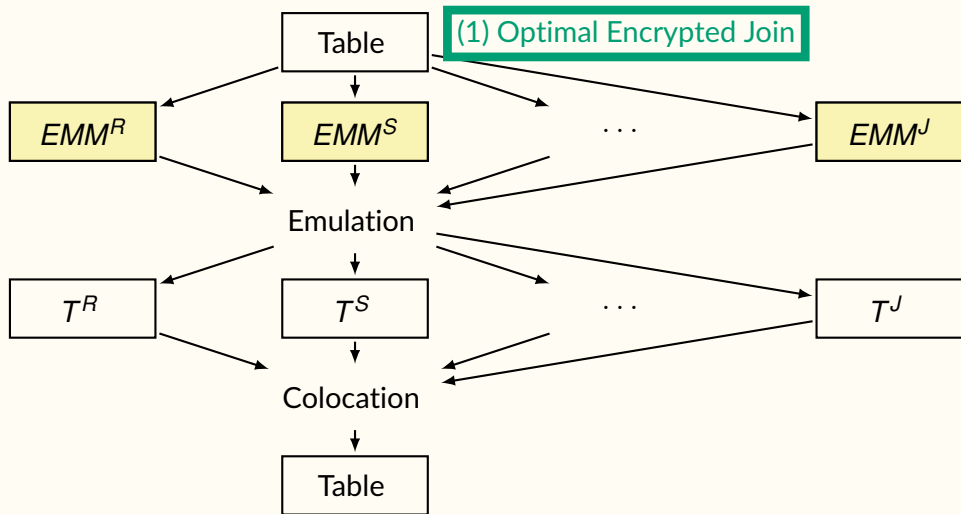 Table
(1) Optimal Encrypted Join
EMM^R
EMM^S
. . .
EMM^J
Emulation
T^R
T^S
. . .
T^J
Colocation
Table